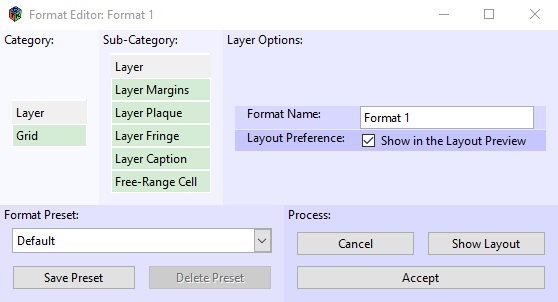 Format Editor: Format 1
Category:
Sub-Category:
Layer Options:
Layer
Grid
Layer
Layer Margins
Layer Plaque
Layer Fringe
Layer Caption
Free-Range Cell
Format Name: Format 1
Layout Preference: Show in the Layout Preview
Format Preset:
Default
Save Preset Delete Preset
Process:
Cancel Show Layout
Accept